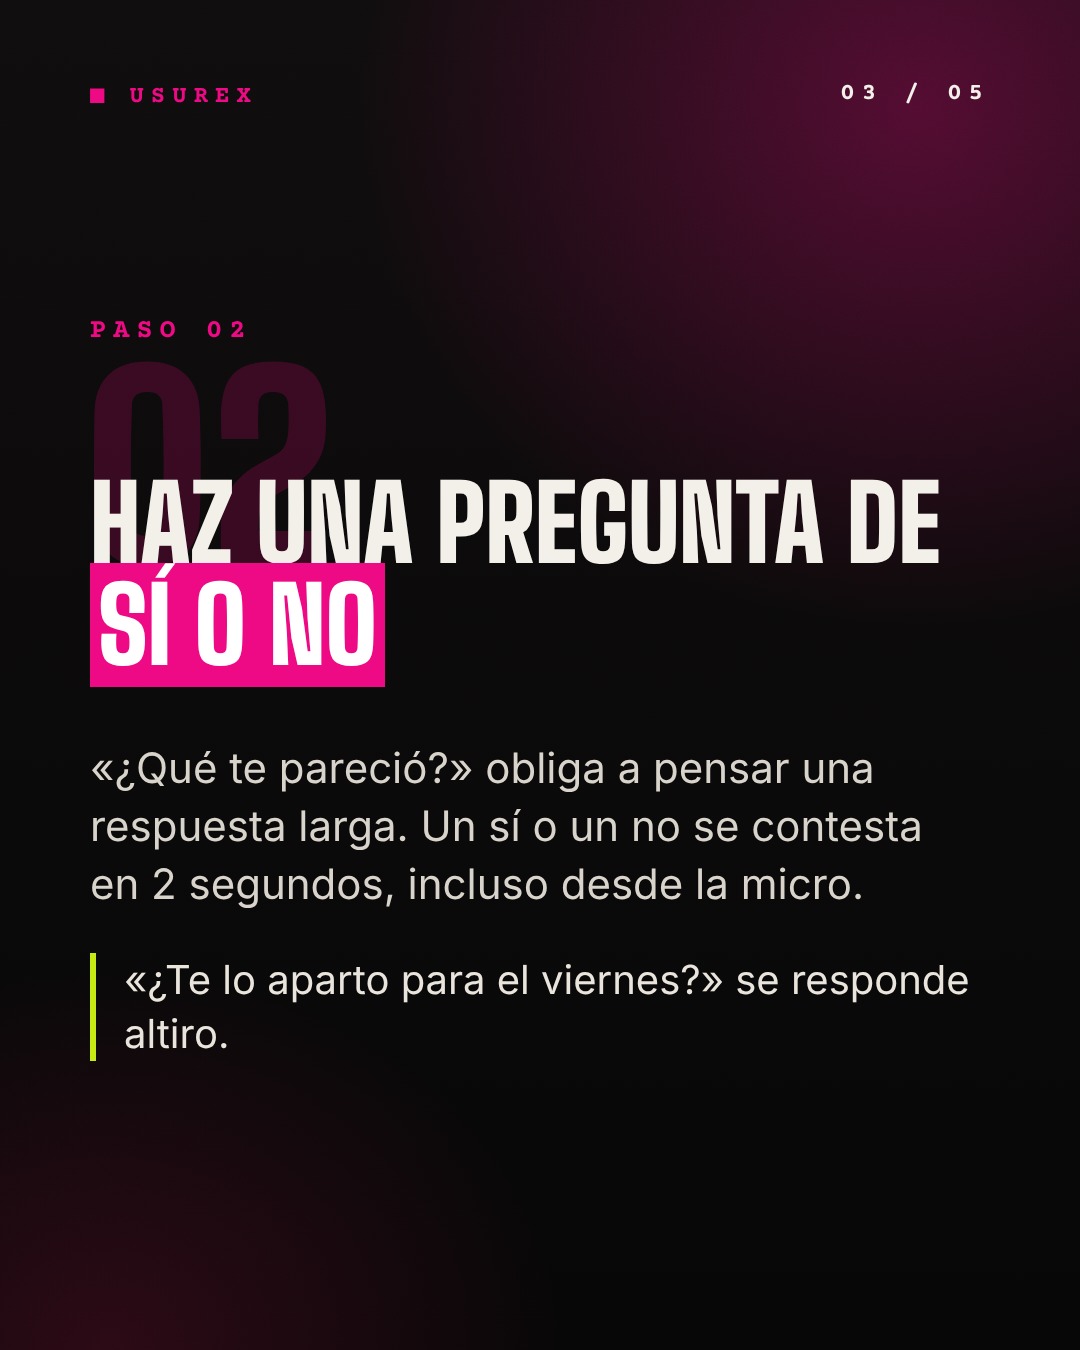 USUREX
03 / 05
PASO 02
02
HAZ UNA PREGUNTA DE
SÍ O NO
«¿Qué te pareció?» obliga a pensar una
respuesta larga. Un sí o un no se contesta
en 2 segundos, incluso desde la micro.
«¿Te lo aparto para el viernes?» se responde
altiro.